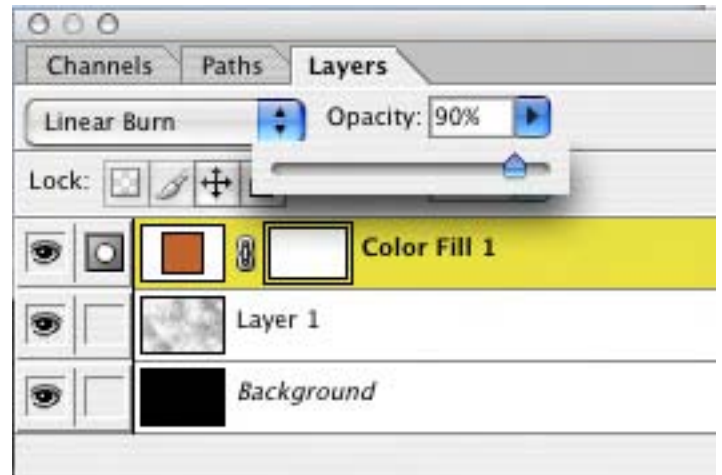 Channels Paths Layers
Linear Burn Opacity: 90%
Lock:
Color Fill 1
Layer 1
Background